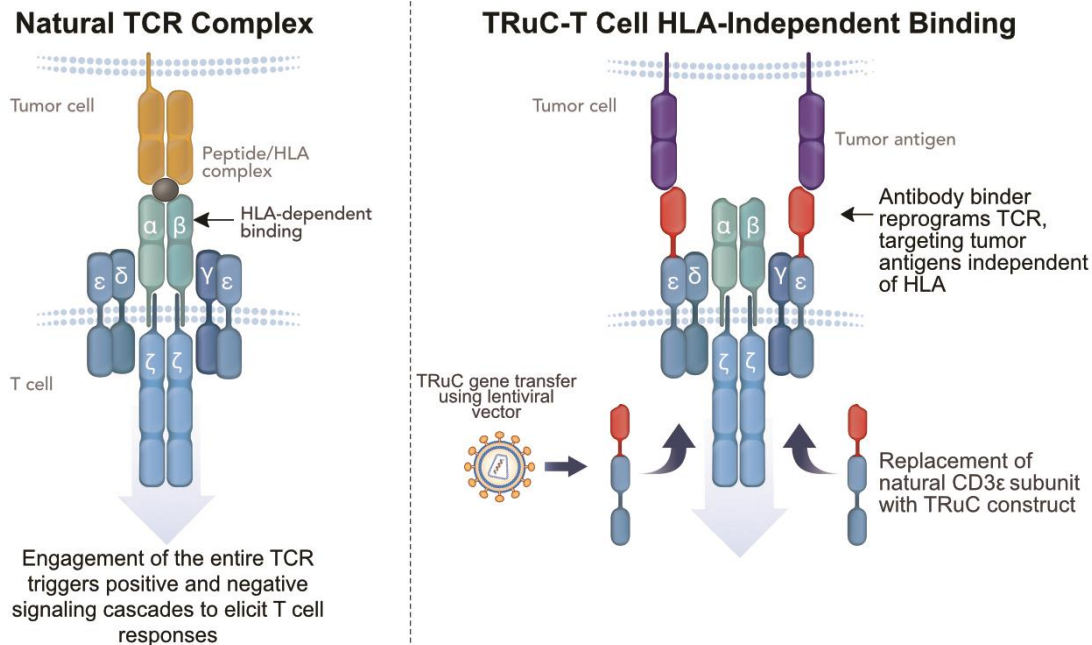 Natural TCR Complex
Tumor cell
Peptide/HLA
complex
HLA-dependent
binding
α
β
ε
δ
γ
ε
ζ
ζ
T cell
Engagement of the entire TCR
triggers positive and negative
signaling cascades to elicit T cell
responses
TRuC-T Cell HLA-Independent Binding
Tumor cell
Tumor antigen
Antibody binder
reprograms TCR,
targeting tumor
antigens independent
of HLA
α
β
ε
δ
γ
ε
ζ
ζ
TRuC gene transfer
using lentiviral
vector
Replacement of
natural CD3ε subunit
with TRuC construct